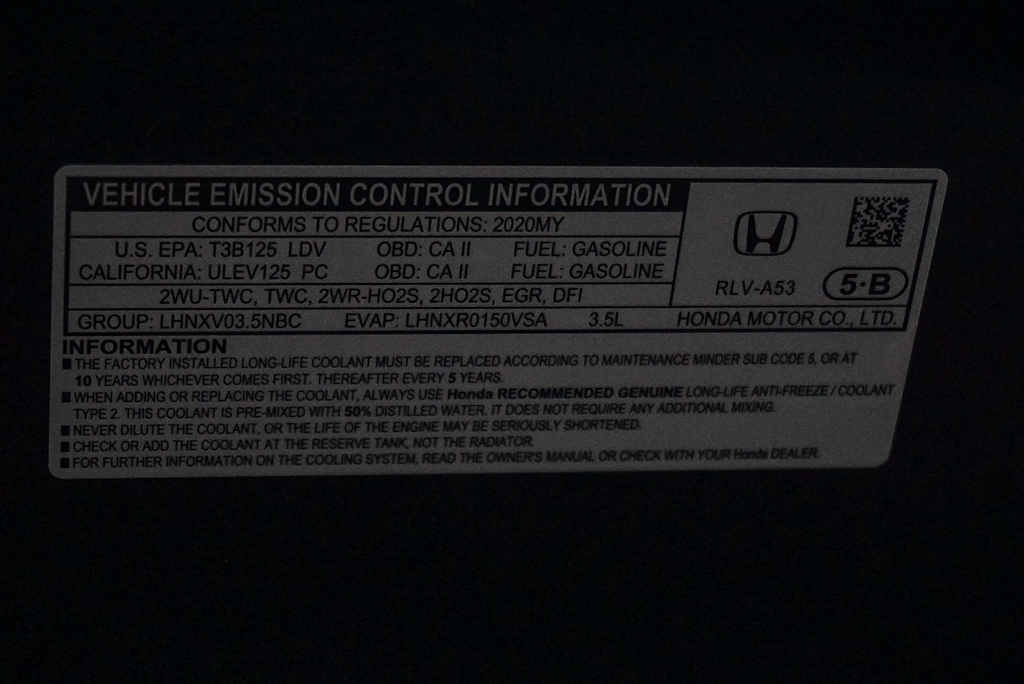 VEHICLE EMISSION CONTROL INFORMATION
CONFORMS TO REGULATIONS: 2020MY
U.S. EPA: T3B125 LDV OBD: CA II FUEL: GASOLINE
CALIFORNIA: ULEV125 PC OBD: CA II FUEL: GASOLINE
2WU-TWC, TWC, 2WR-HO2S, 2HO2S, EGR, DFI
RLV-A53 5·B
GROUP: LHNXV03.5NBC EVAP: LHNXR0150VSA 3.5L HONDA MOTOR CO., LTD.
INFORMATION
■ THE FACTORY INSTALLED LONG-LIFE COOLANT MUST BE REPLACED ACCORDING TO MAINTENANCE MINDER SUB CODE 5, OR AT
10 YEARS WHICHEVER COMES FIRST. THEREAFTER EVERY 5 YEARS.
■ WHEN ADDING OR REPLACING THE COOLANT, ALWAYS USE Honda RECOMMENDED GENUINE LONG-LIFE ANTI-FREEZE / COOLANT
TYPE 2. THIS COOLANT IS PRE-MIXED WITH 50% DISTILLED WATER. IT DOES NOT REQUIRE ANY ADDITIONAL MIXING.
■ NEVER DILUTE THE COOLANT, OR THE LIFE OF THE ENGINE MAY BE SERIOUSLY SHORTENED.
■ CHECK OR ADD THE COOLANT AT THE RESERVE TANK, NOT THE RADIATOR.
■ FOR FURTHER INFORMATION ON THE COOLING SYSTEM, READ THE OWNER'S MANUAL OR CHECK WITH YOUR Honda DEALER.